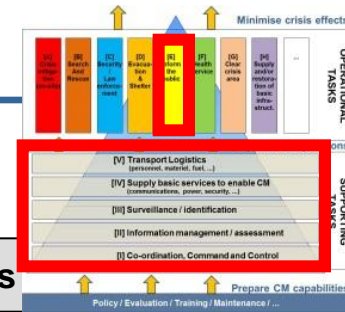 Minimise crisis effects
[B]
Search
And
Rescue
[C]
Security /
Law
enforce-
ment
[D]
Evacua-
tion
&
Shelter
[E]
Inform
the
public
[F]
Health
service
[G]
Clear
crisis
area
[H]
Supply
and/or
restora-
tion of
basic
infra-
struct.
...
OPERATIONAL
TASKS
[V] Transport Logistics
(personnel, materiel, fuel, ...)
[IV] Supply basic services to enable CM
(communications, power, security, ...)
[III] Surveillance / identification
[II] Information management / assessment
[I] Co-ordination, Command and Control
SUPPORTING
TASKS
Prepare CM capabilities
Policy / Evaluation / Training / Maintenance / ...